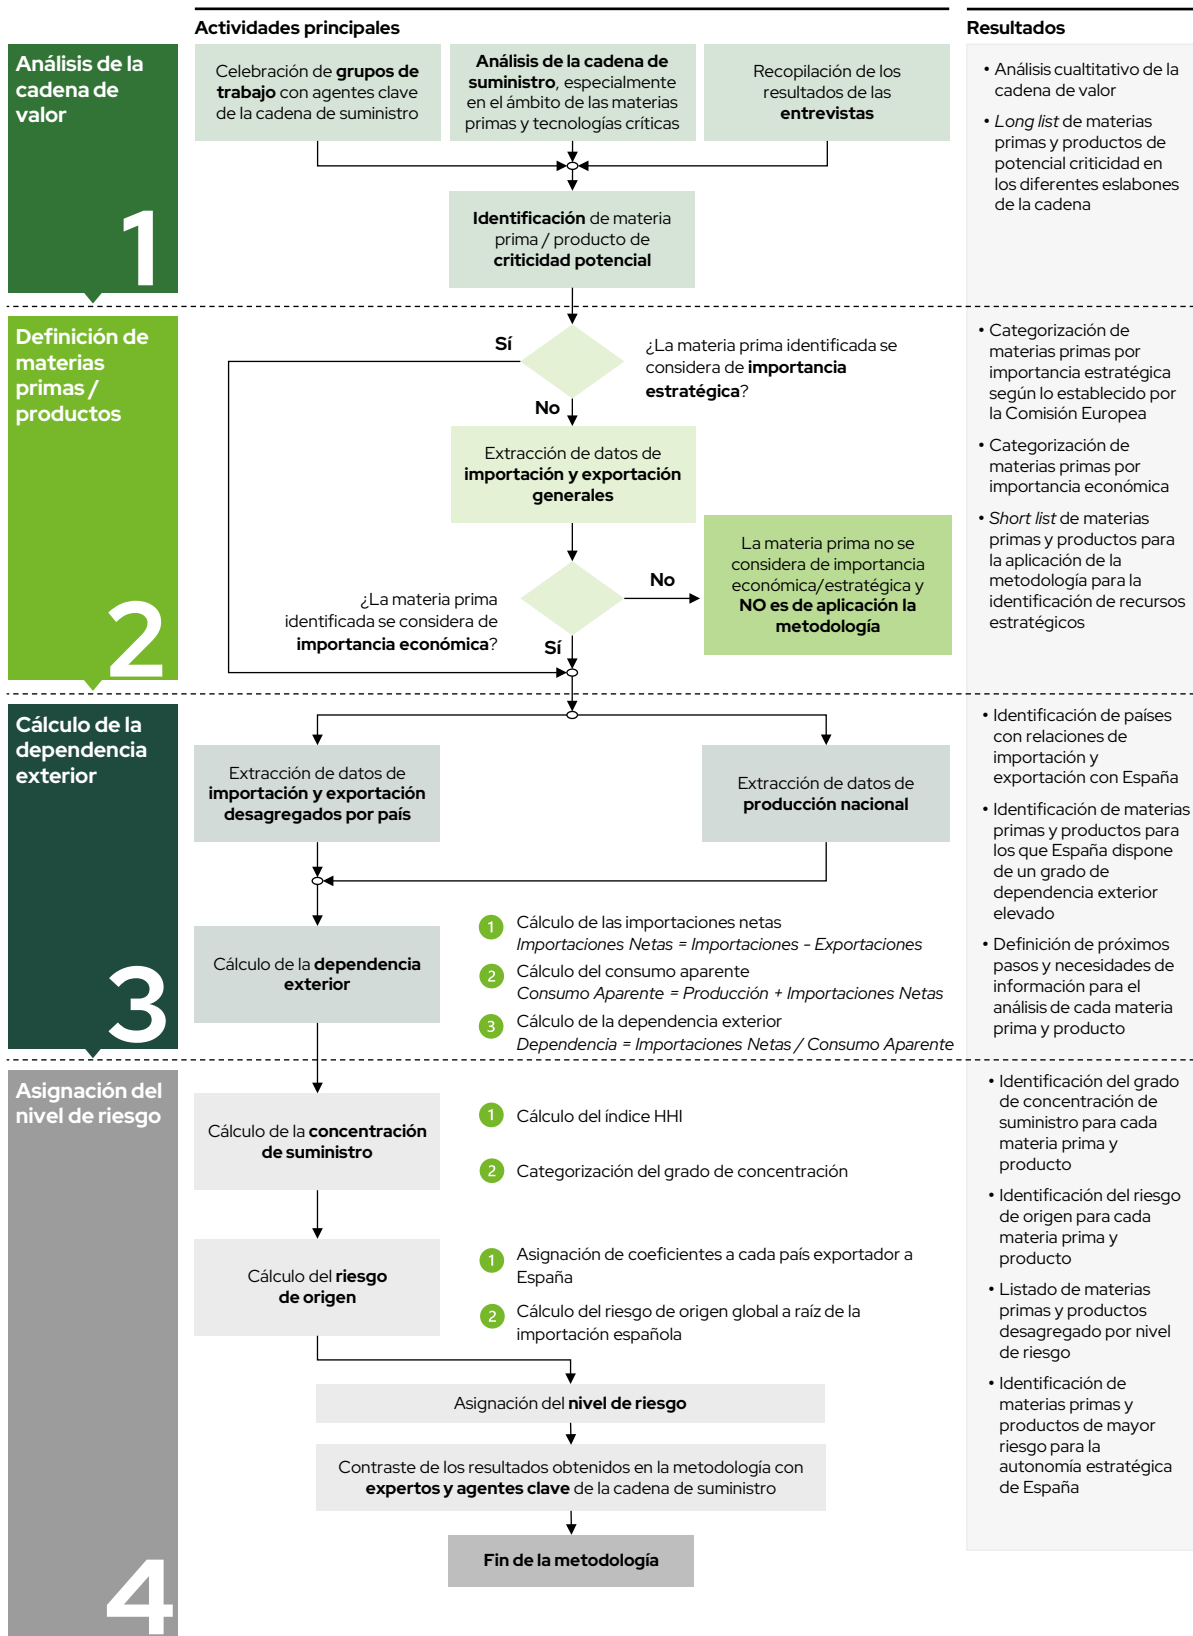 Actividades principales
Resultados
Análisis de la
cadena de
valor
1
Celebración de grupos de
trabajo con agentes clave
de la cadena de suministro
Análisis de la cadena de
suministro, especialmente
en el ámbito de las materias
primas y tecnologías críticas
Recopilación de los
resultados de las
entrevistas
Identificación de materia
prima / producto de
criticidad potencial
• Análisis cualtitativo de la
cadena de valor
• Long list de materias
primas y productos de
potencial criticidad en
los diferentes eslabones
de la cadena
Definición de
materias
primas /
productos
2
Sí
¿La materia prima identificada se
considera de importancia
estratégica?
No
Extracción de datos de
importación y exportación
generales
¿La materia prima
identificada se considera de
importancia económica?
No
Sí
La materia prima no se
considera de importancia
económica/estratégica y
NO es de aplicación la
metodología
• Categorización de
materias primas por
importancia estratégica
según lo establecido por
la Comisión Europea
• Categorización de
materias primas por
importancia económica
• Short list de materias
primas y productos para
la aplicación de la
metodología para la
identificación de recursos
estratégicos
Cálculo de la
dependencia
exterior
3
Extracción de datos de
importación y exportación
desagregados por país
Extracción de datos de
producción nacional
Cálculo de la dependencia
exterior
1 Cálculo de las importaciones netas
Importaciones Netas = Importaciones - Exportaciones
2 Cálculo del consumo aparente
Consumo Aparente = Producción + Importaciones Netas
3 Cálculo de la dependencia exterior
Dependencia = Importaciones Netas / Consumo Aparente
• Identificación de países
con relaciones de
importación y
exportación con España
• Identificación de materias
primas y productos para
los que España dispone
de un grado de
dependencia exterior
elevado
• Definición de próximos
pasos y necesidades de
información para el
análisis de cada materia
prima y producto
Asignación del
nivel de riesgo
4
Cálculo de la concentración
de suministro
1 Cálculo del índice HHI
2 Categorización del grado de concentración
Cálculo del riesgo
de origen
1 Asignación de coeficientes a cada país exportador a
España
2 Cálculo del riesgo de origen global a raíz de la
importación española
Asignación del nivel de riesgo
Contraste de los resultados obtenidos en la metodología con
expertos y agentes clave de la cadena de suministro
Fin de la metodología
• Identificación del grado
de concentración de
suministro para cada
materia prima y
producto
• Identificación del riesgo
de origen para cada
materia prima y
producto
• Listado de materias
primas y productos
desagregado por nivel
de riesgo
• Identificación de
materias primas y
productos de mayor
riesgo para la
autonomía estratégica
de España